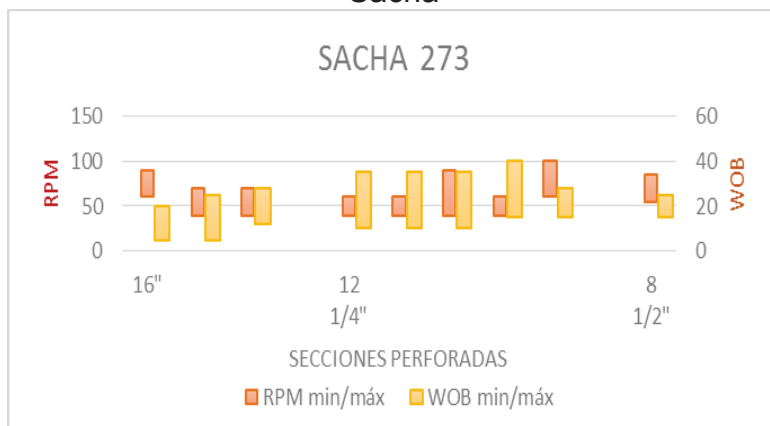 Sacha
SACHA 273
150
100
50
0
RPM
60
40
20
0
WOB
16"
12
1/4"
8
1/2"
SECCIONES PERFORADAS
RPM min/máx
WOB min/máx